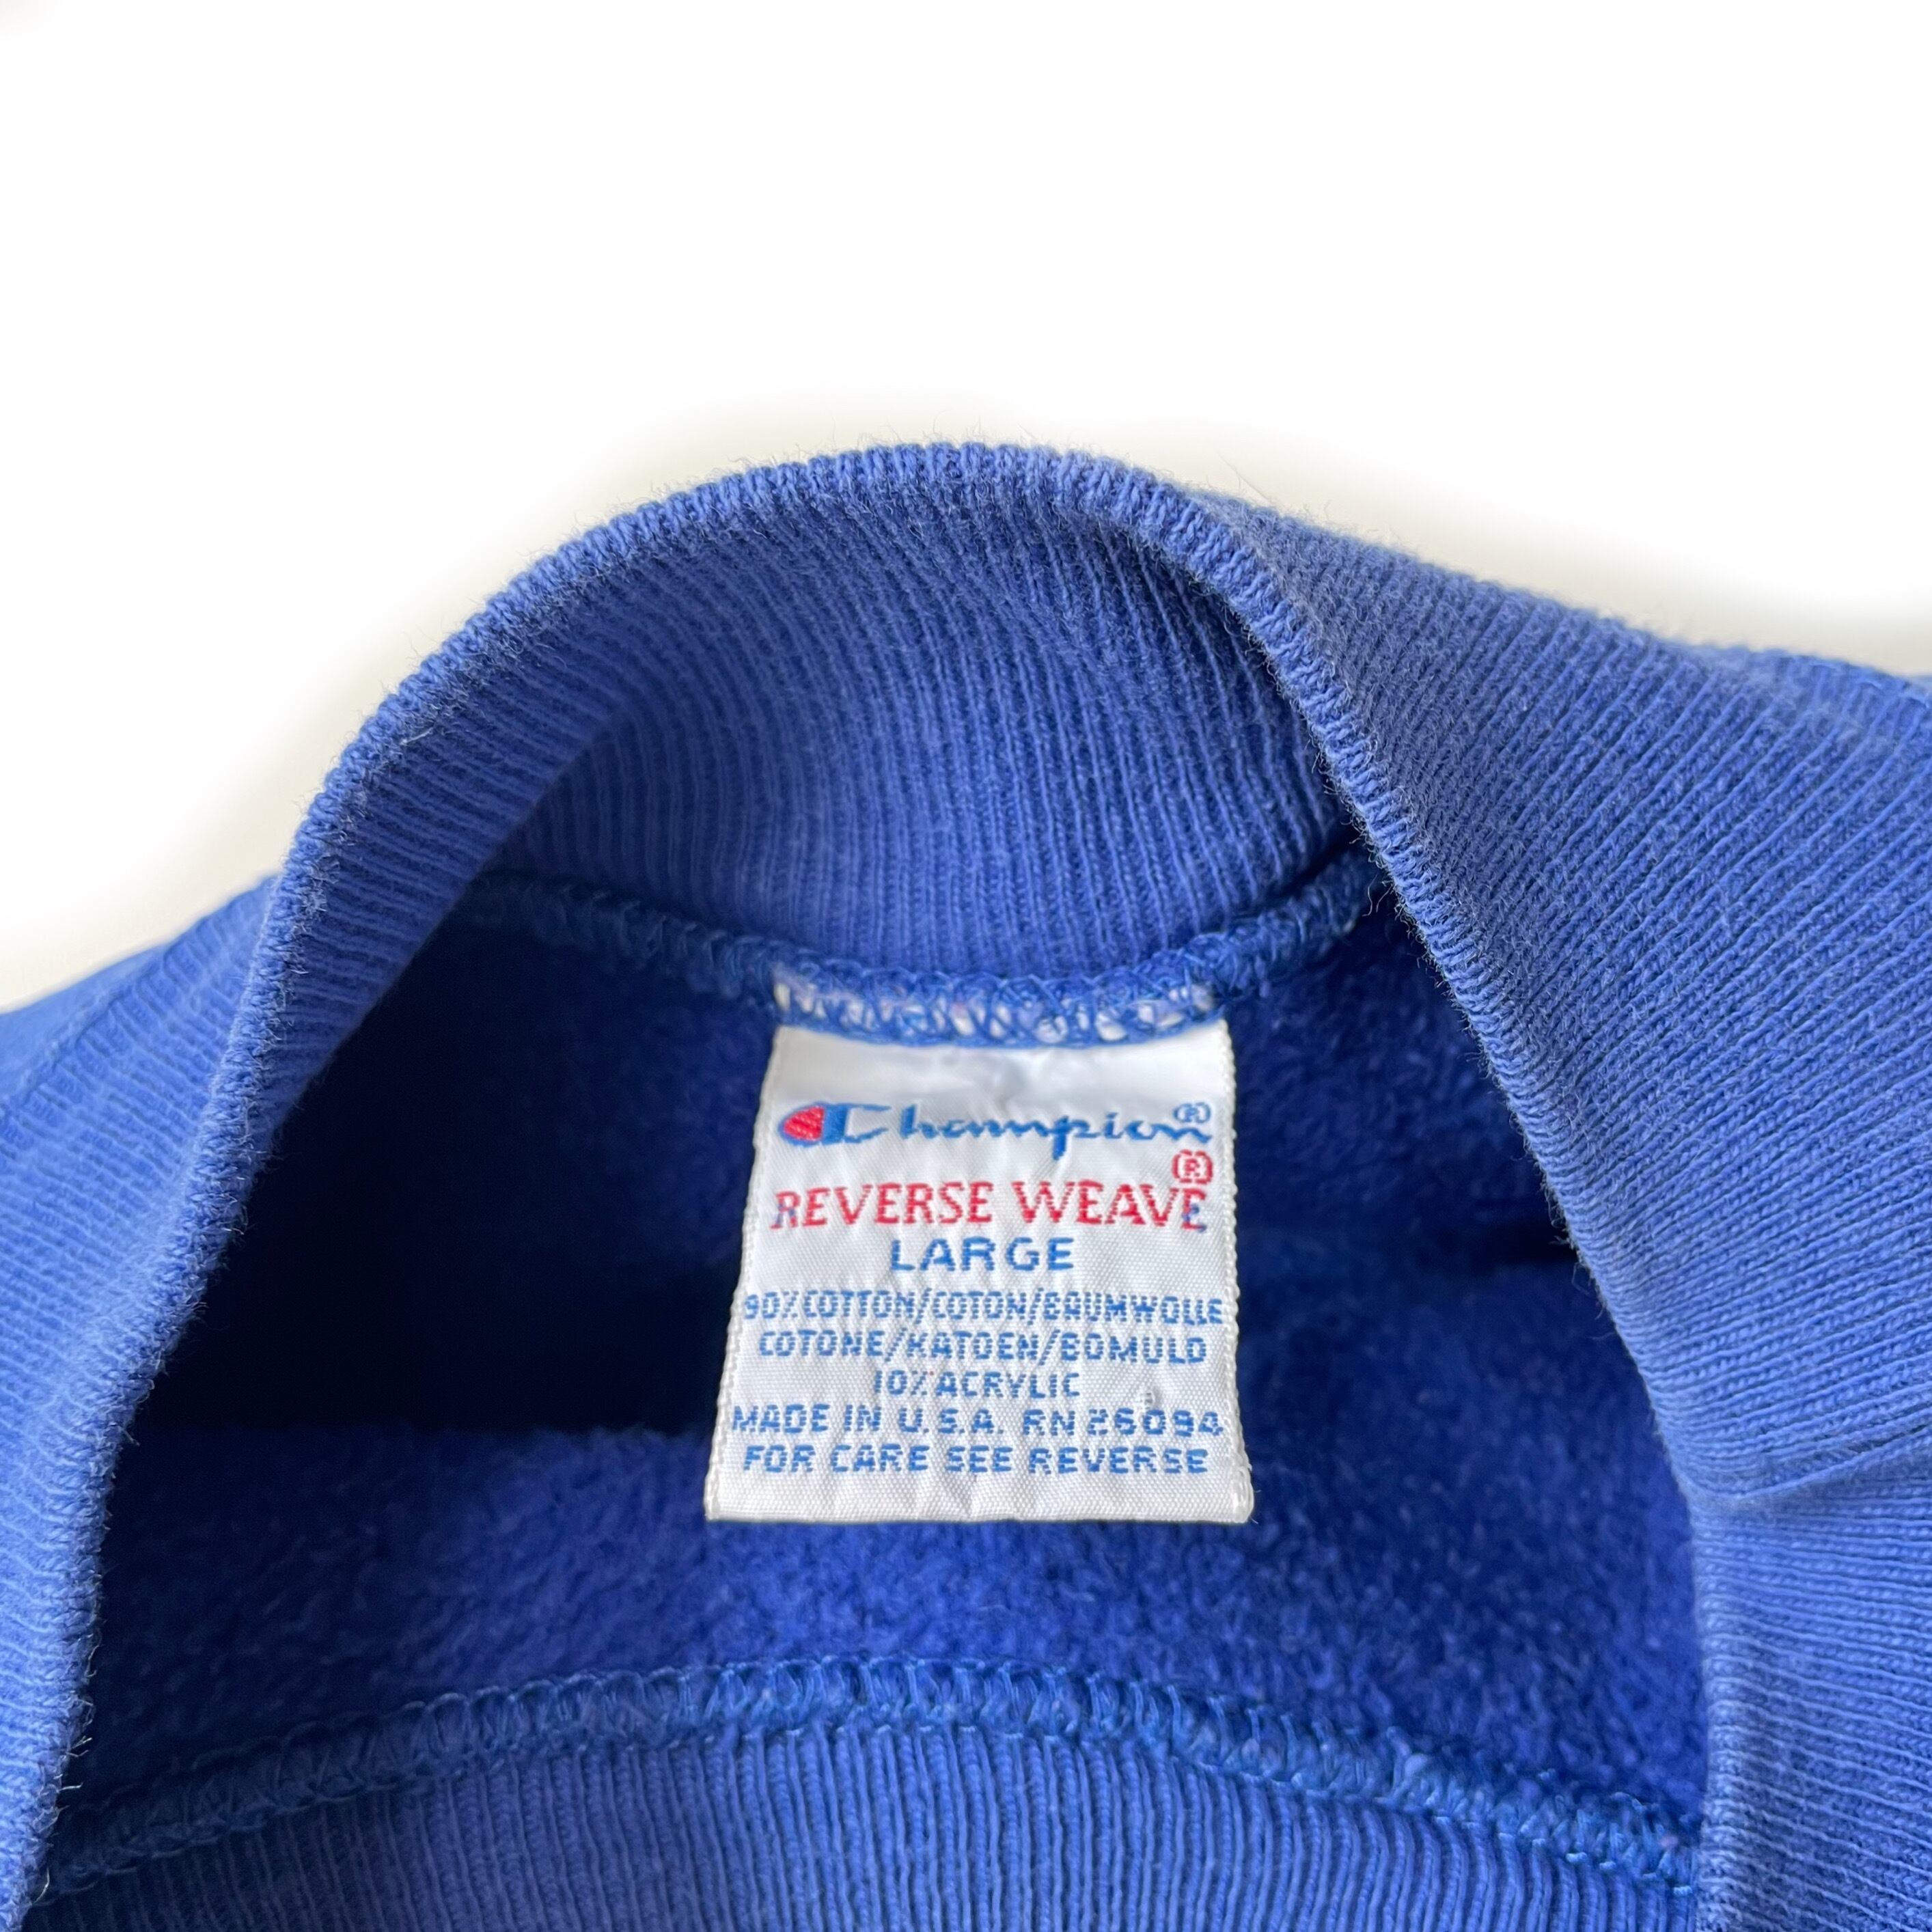 Champion®
REVERSE WEAVE®
LARGE
90% COTTON/COTON/BAUMWOLLE
COTONE/KATOEN/BOMULD
10% ACRYLIC
MADE IN U.S.A. RN 26094
FOR CARE SEE REVERSE